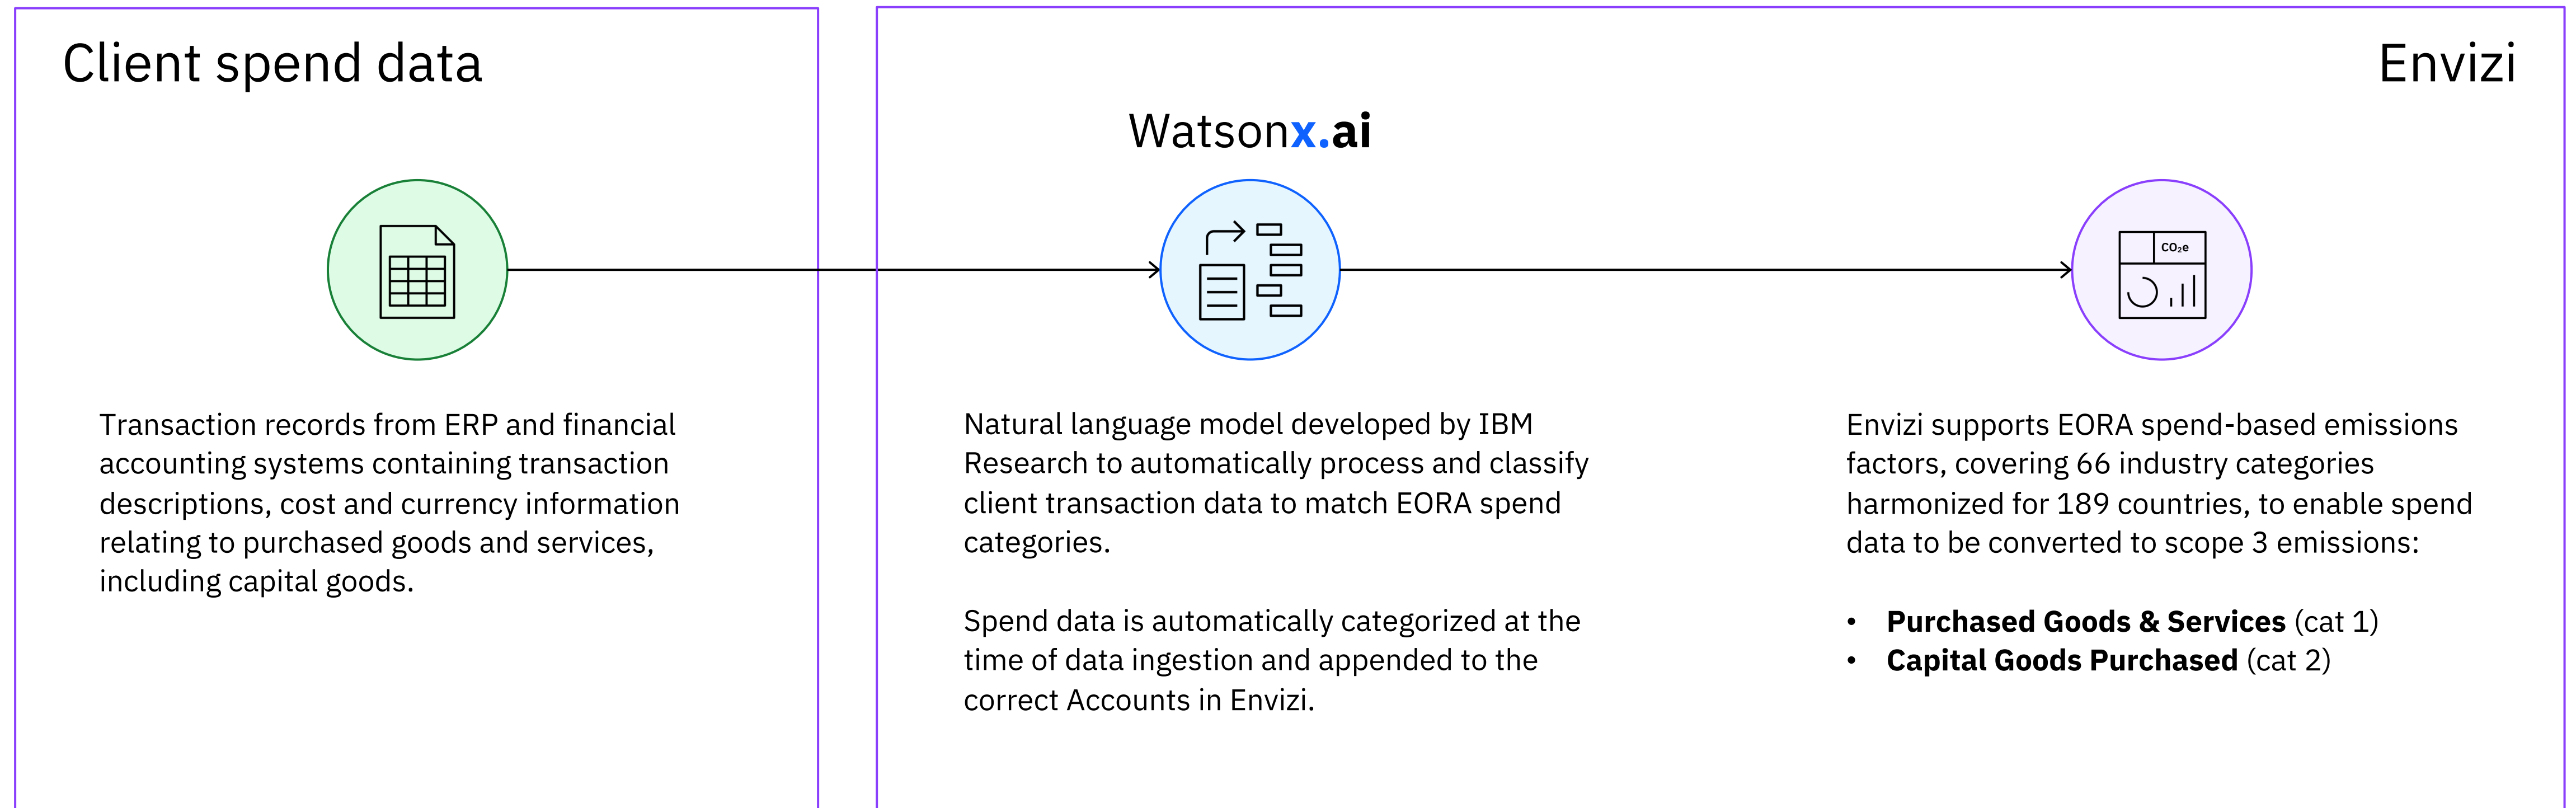 Client spend data
Transaction records from ERP and financial
accounting systems containing transaction
descriptions, cost and currency information
relating to purchased goods and services,
including capital goods.
Envizi
Watsonx.ai
Natural language model developed by IBM
Research to automatically process and classify
client transaction data to match EORA spend
categories.
Spend data is automatically categorized at the
time of data ingestion and appended to the
correct Accounts in Envizi.
CO₂e
Envizi supports EORA spend-based emissions
factors, covering 66 industry categories
harmonized for 189 countries, to enable spend
data to be converted to scope 3 emissions:
• Purchased Goods & Services (cat 1)
• Capital Goods Purchased (cat 2)